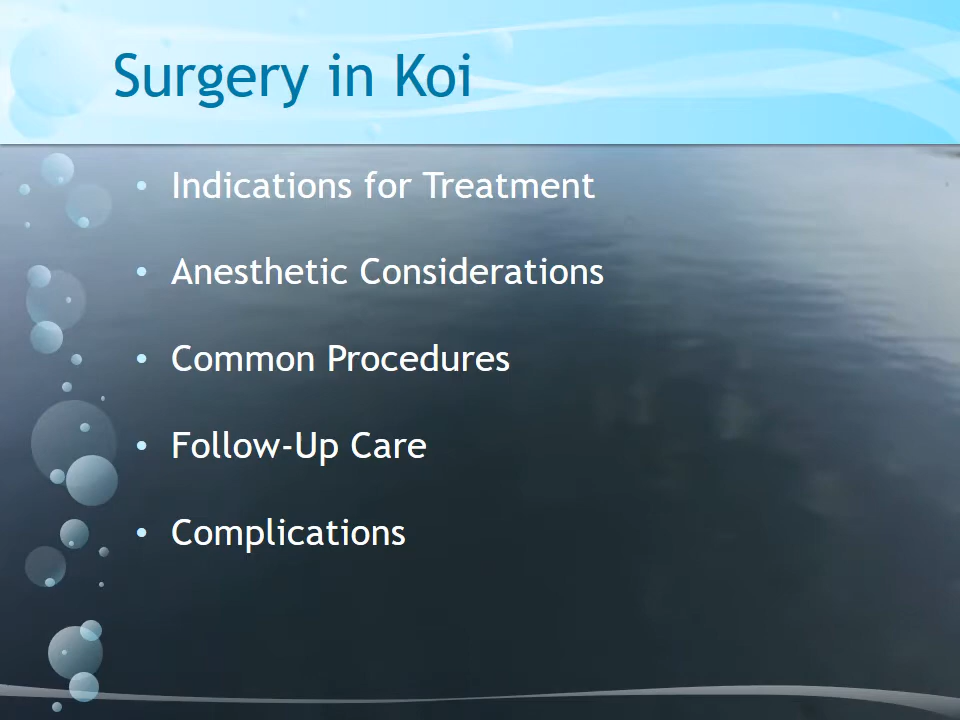 Surgery in Koi
• Indications for Treatment
• Anesthetic Considerations
• Common Procedures
• Follow-Up Care
• Complications